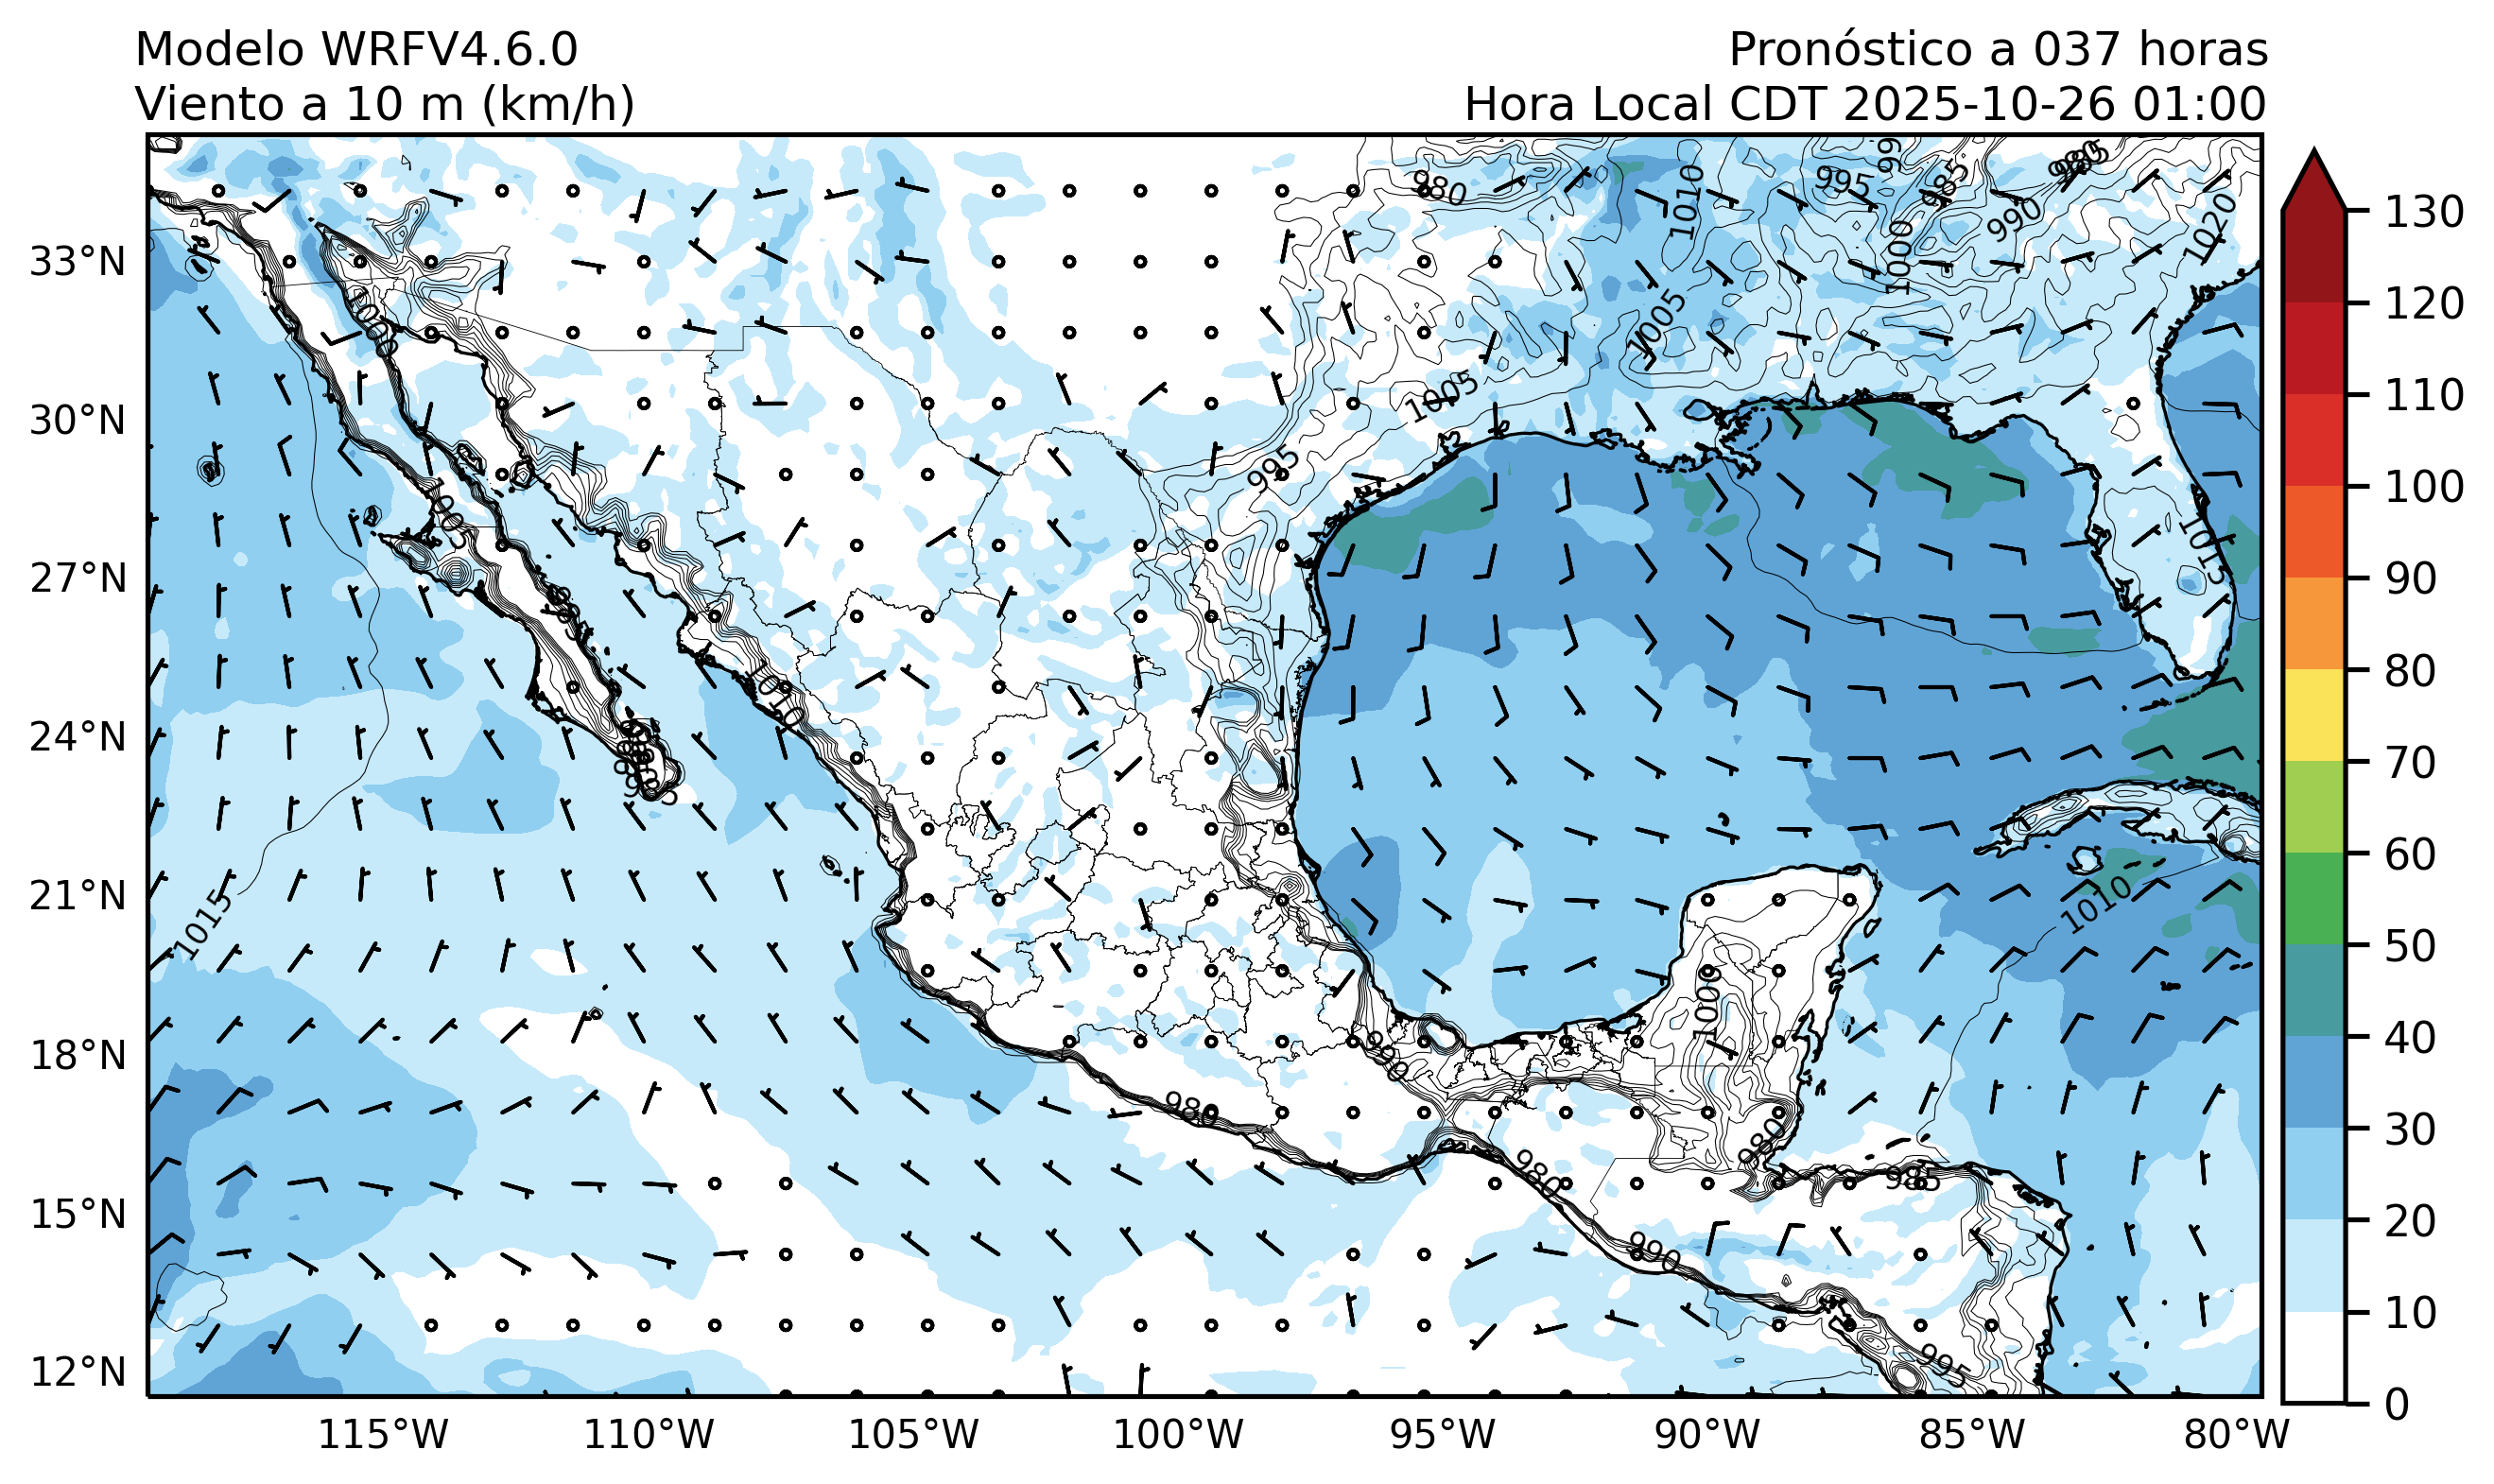 Modelo WRFV4.6.0
Viento a 10 m (km/h)
Pronóstico a 037 horas
Hora Local CDT 2025-10-26 01:00
33°N
30°N
27°N
24°N
21°N
18°N
15°N
12°N
115°W
110°W
105°W
100°W
95°W
90°W
85°W
80°W
130
120
110
100
90
80
70
60
50
40
30
20
10
0
980
1010
995
985
990
1020
1000
1005
1000
1005
995
1015
1010
1015
1010
1000
980
980
980
985
990
995